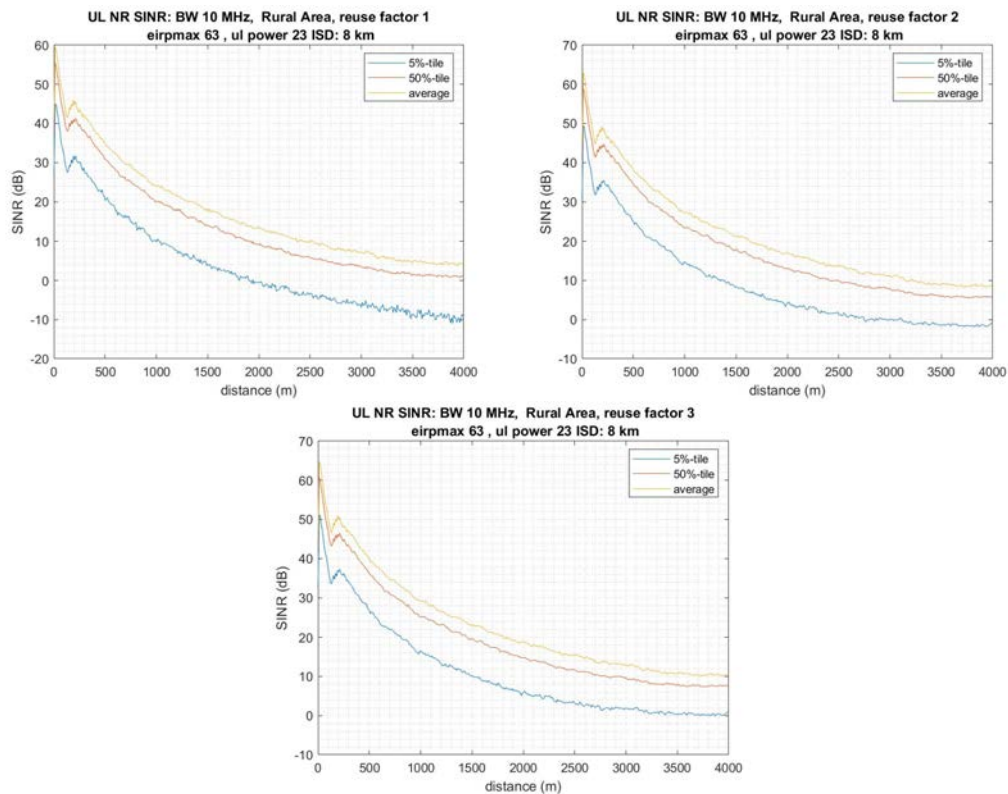 UL NR SINR: BW 10 MHz, Rural Area, reuse factor 1
eirpmax 63 , ul power 23 ISD: 8 km
60
50
40
30
20
10
0
-10
-20
SINR (dB)
5%-tile
50%-tile
average
0 500 1000 1500 2000 2500 3000 3500 4000
distance (m)
UL NR SINR: BW 10 MHz, Rural Area, reuse factor 2
eirpmax 63 , ul power 23 ISD: 8 km
70
60
50
40
30
20
10
0
-10
SINR (dB)
5%-tile
50%-tile
average
0 500 1000 1500 2000 2500 3000 3500 4000
distance (m)
UL NR SINR: BW 10 MHz, Rural Area, reuse factor 3
eirpmax 63 , ul power 23 ISD: 8 km
70
60
50
40
30
20
10
0
-10
SINR (dB)
5%-tile
50%-tile
average
0 500 1000 1500 2000 2500 3000 3500 4000
distance (m)